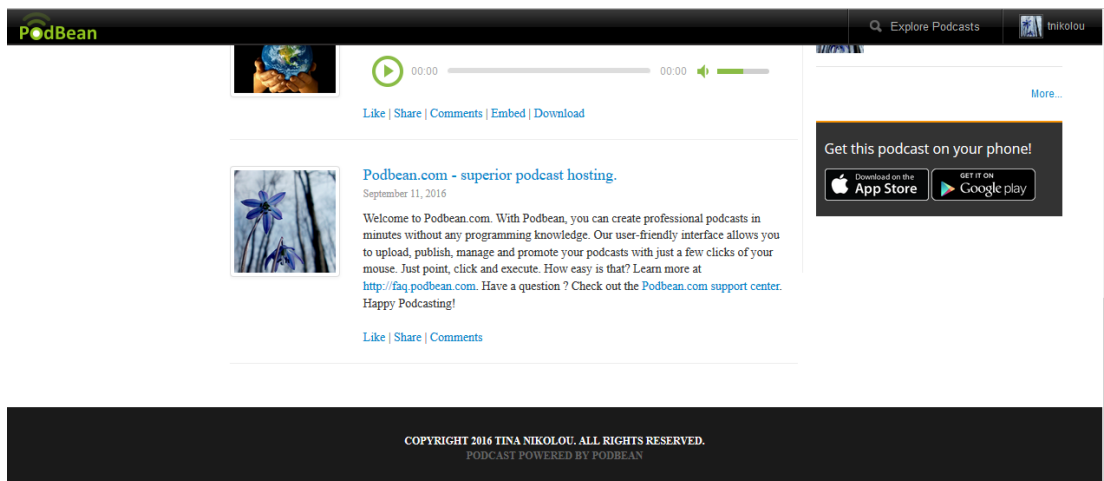 PodBean
Explore Podcasts
tnikolou
00:00
00:00
Like | Share | Comments | Embed | Download
More...
Get this podcast on your phone!
Download on the
App Store
GET IT ON
Google play
Podbean.com - superior podcast hosting.
September 11, 2016
Welcome to Podbean.com. With Podbean, you can create professional podcasts in
minutes without any programming knowledge. Our user-friendly interface allows you
to upload, publish, manage and promote your podcasts with just a few clicks of your
mouse. Just point, click and execute. How easy is that? Learn more at
http://faq.podbean.com. Have a question ? Check out the Podbean.com support center.
Happy Podcasting!
Like | Share | Comments
COPYRIGHT 2016 TINA NIKOLOU. ALL RIGHTS RESERVED.
PODCAST POWERED BY PODBEAN